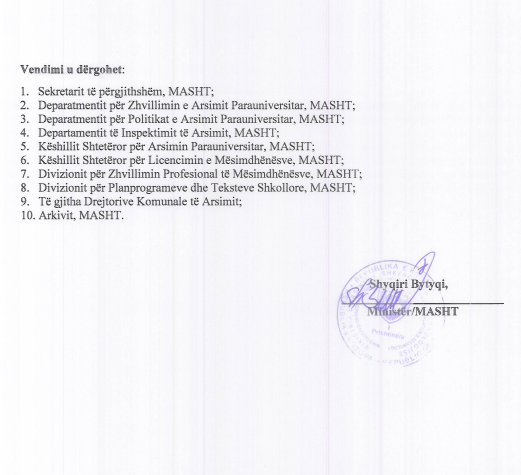 Vendimi u dërgohet:
1. Sekretarit të përgjithshëm, MASHT;
2. Deparatmentit për Zhvillimin e Arsimit Parauniversitar, MASHT;
3. Deparatmentit për Politikat e Arsimit Parauniversitar, MASHT;
4. Departamentit të Inspektimit të Arsimit, MASHT;
5. Këshillit Shtetëror për Arsimin Parauniversitar, MASHT;
6. Këshillit Shtetëror për Licencimin e Mësimdhënësve, MASHT;
7. Divizionit për Zhvillimin Profesional të Mësimdhënësve, MASHT;
8. Divizionit për Planprogrameve dhe Teksteve Shkollore, MASHT;
9. Të gjitha Drejtorive Komunale të Arsimit;
10. Arkivit, MASHT.
Shyqiri Bytyqi,
Ministër/MASHT